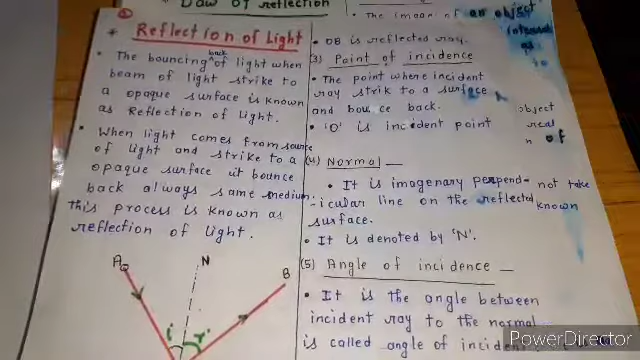 Law of reflection
①
* Reflection of Light
• The bouncing back of light when
beam of light strike to
a opaque surface is known
as Reflection of Light.
• When light comes from source
of light and strike to a
opaque surface it bounce
back always same medium.
this process is known as
reflection of light.
A
N
B
i
r
• The image of an object
• OB is reflected ray.
(3) Point of incidence
• The point where incident
ray strik to a surface
and bounce back.
• 'O' is incident point
(4) Normal
• It is imagenary perpend-
icular line on the reflected
surface.
• It is denoted by 'N'.
(5) Angle of incidence
• It is the angle between
incident ray to the normal
is called angle of incident
object
real
of
not take
known
PowerDirector